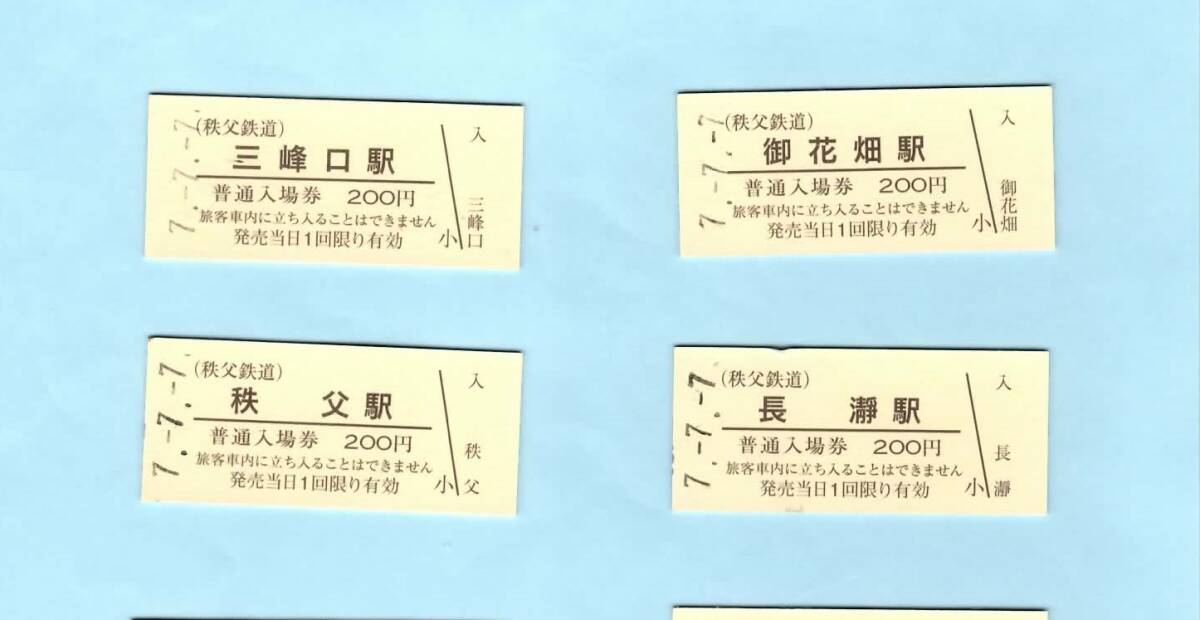 7.-7.-7.
(秩父鉄道)
三峰口駅
普通入場券 200円
旅客車内に立ち入ることはできません
発売当日1回限り有効
小
入
三峰口
7.-7.-7
(秩父鉄道)
御花畑駅
普通入場券 200円
旅客車内に立ち入ることはできません
発売当日1回限り有効
小
入
御花畑
7.-7.-7.
(秩父鉄道)
秩父駅
普通入場券 200円
旅客車内に立ち入ることはできません
発売当日1回限り有効
小
入
秩父
7.-7.-7
(秩父鉄道)
長瀞駅
普通入場券 200円
旅客車内に立ち入ることはできません
発売当日1回限り有効
小
入
長瀞